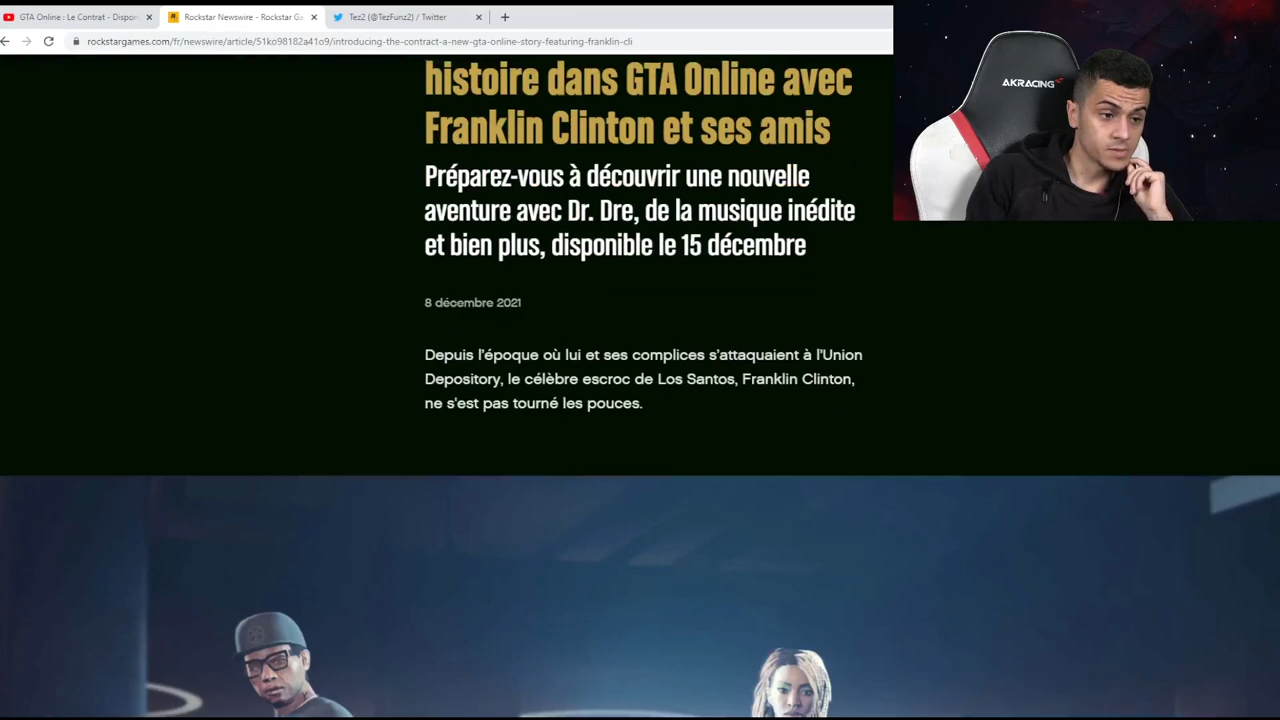 GTA Online : Le Contrat - Dispon
Rockstar Newswire - Rockstar Ga
Tez2 (@TezFunz2) / Twitter
rockstargames.com/fr/newswire/article/51ko98182a41o9/introducing-the-contract-a-new-gta-online-story-featuring-franklin-cli
AKRACING
histoire dans GTA Online avec
Franklin Clinton et ses amis
Préparez-vous à découvrir une nouvelle
aventure avec Dr. Dre, de la musique inédite
et bien plus, disponible le 15 décembre
8 décembre 2021
Depuis l'époque où lui et ses complices s'attaquaient à l'Union
Depository, le célèbre escroc de Los Santos, Franklin Clinton,
ne s'est pas tourné les pouces.